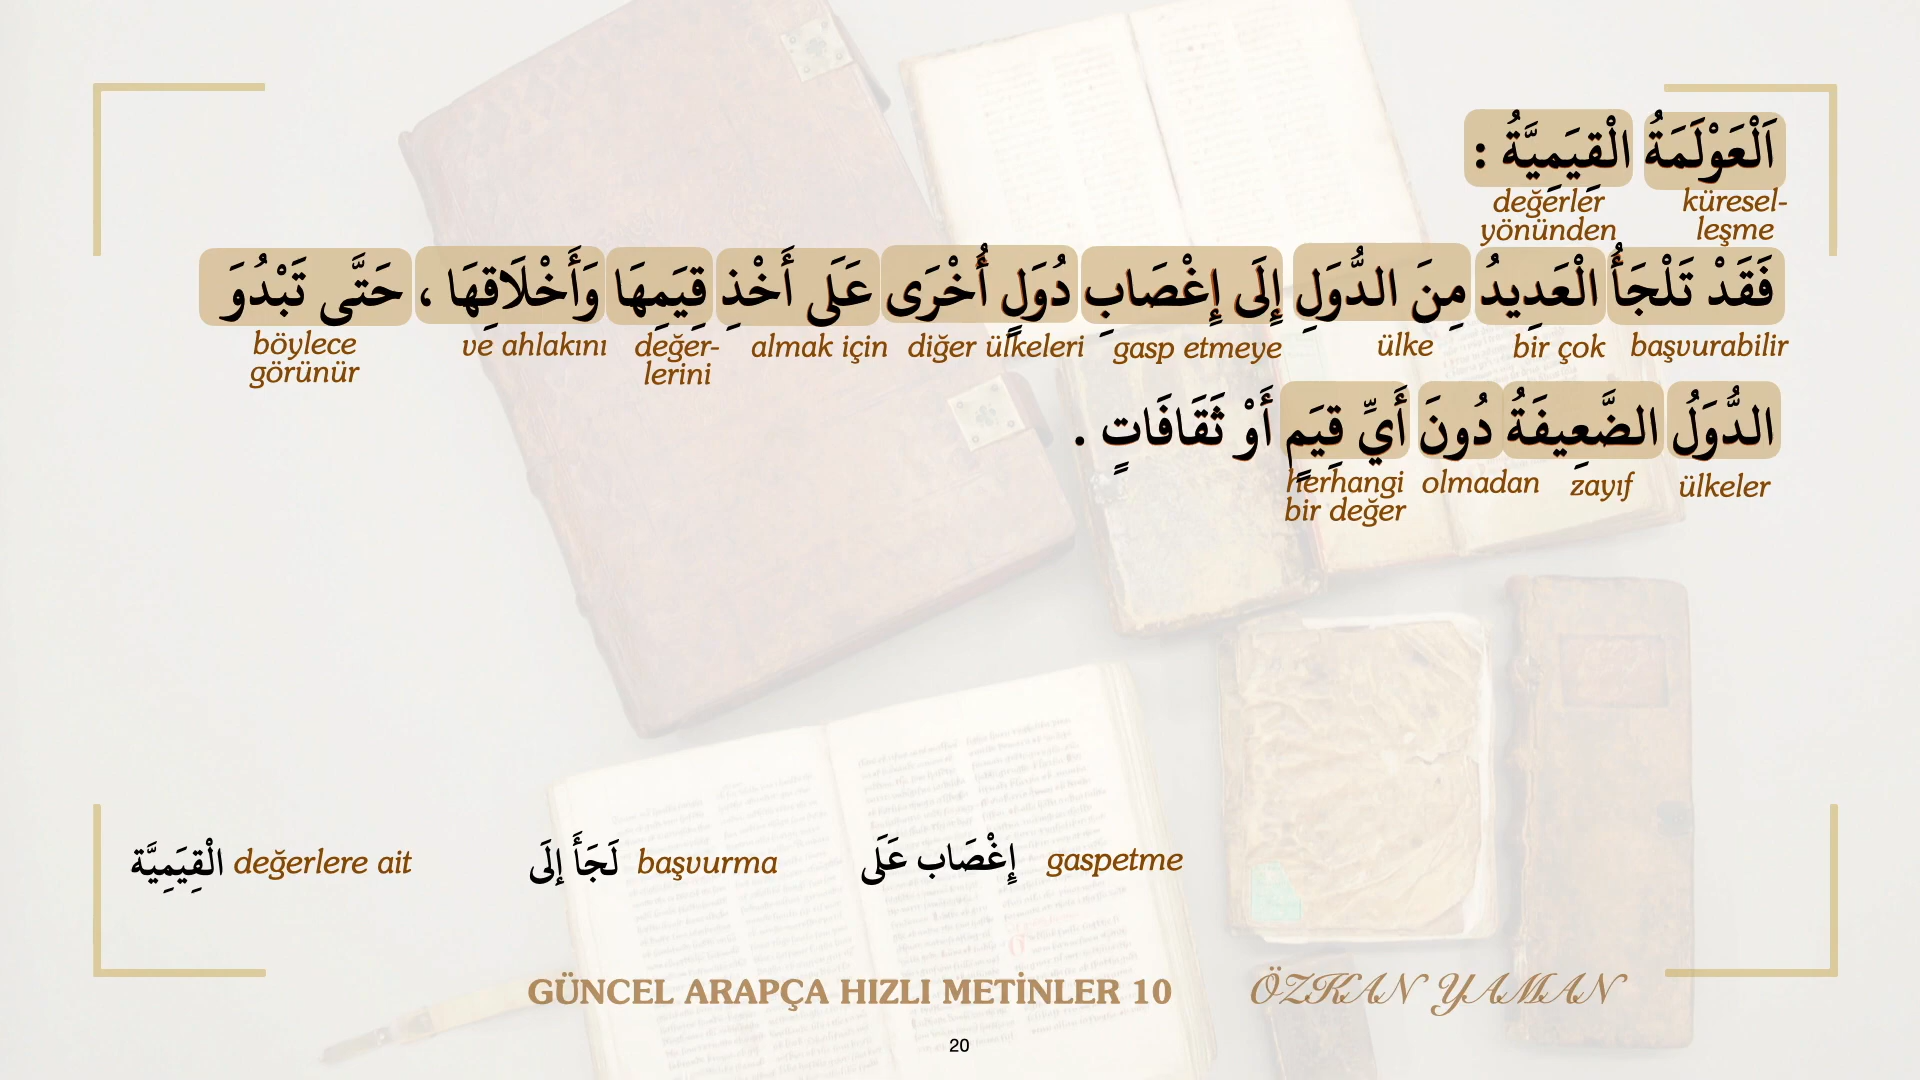 اَلْعَوْلَمَةُ الْقِيَمِيَّةُ :
küresel-leşme değerler yönünden
فَقَدْ تَلْجَأُ الْعَدِيدُ مِنَ الدُّوَلِ إِلَى إِغْصَابِ دُوَلٍ أُخْرَى عَلَى أَخْذِ قِيَمِهَا وَأَخْلَاقِهَا ، حَتَّى تَبْدُوَ
başvurabilir bir çok ülke gasp etmeye diğer ülkeleri almak için değer-lerini ve ahlakını böylece görünür
الدُّوَلُ الضَّعِيفَةُ دُونَ أَيِّ قِيَمٍ أَوْ ثَقَافَاتٍ .
ülkeler zayıf olmadan herhangi bir değer
الْقِيَمِيَّة değerlere ait لَجَأَ إِلَى başvurma إِغْصَاب عَلَى gaspetme
GÜNCEL ARAPÇA HIZLI METİNLER 10 ÖZKAN YAMAN
20